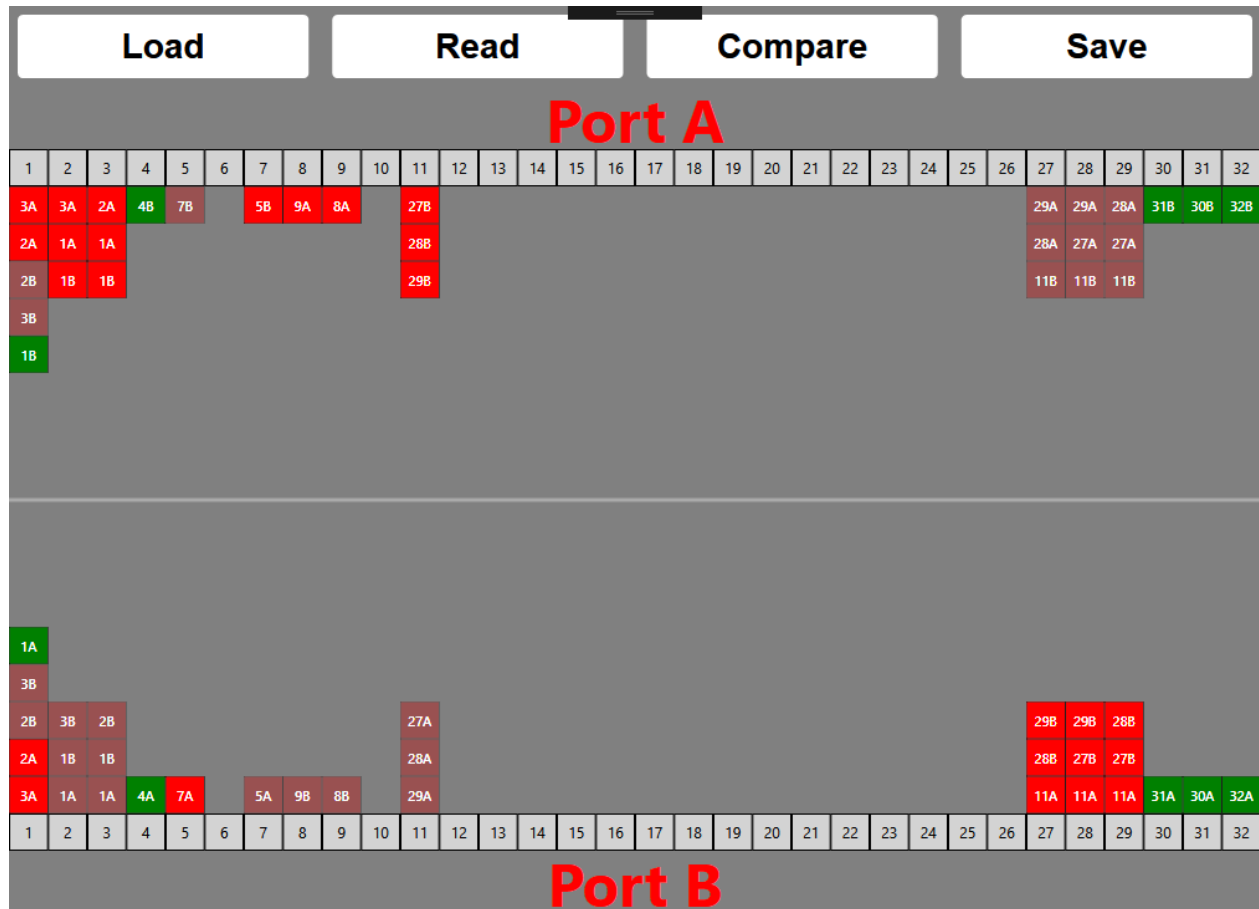 Load Read Compare Save
Port A
1 2 3 4 5 6 7 8 9 10 11 12 13 14 15 16 17 18 19 20 21 22 23 24 25 26 27 28 29 30 31 32
3A 3A 2A 4B 7B 5B 9A 8A 27B 29A 29A 28A 31B 30B 32B
2A 1A 1A 28B 28A 27A 27A
2B 1B 1B 29B 11B 11B 11B
3B
1B
1A
3B
2B 3B 2B 27A 29B 29B 28B
2A 1B 1B 28A 28B 27B 27B
3A 1A 1A 4A 7A 5A 9B 8B 29A 11A 11A 11A 31A 30A 32A
1 2 3 4 5 6 7 8 9 10 11 12 13 14 15 16 17 18 19 20 21 22 23 24 25 26 27 28 29 30 31 32
Port B